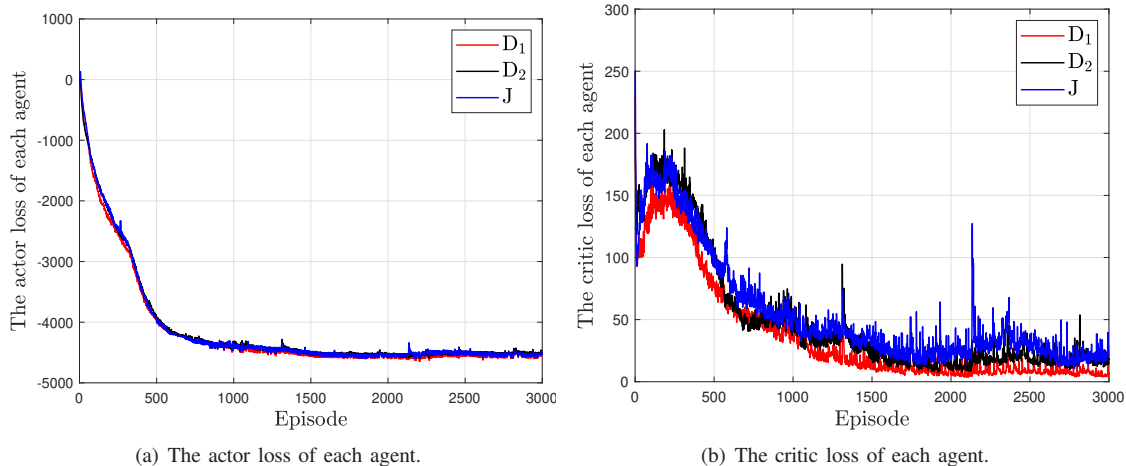 1000
0
-1000
-2000
-3000
-4000
-5000
The actor loss of each agent
D1
D2
J
0 500 1000 1500 2000 2500 3000
Episode
(a) The actor loss of each agent.
300
250
200
150
100
50
0
The critic loss of each agent
D1
D2
J
0 500 1000 1500 2000 2500 3000
Episode
(b) The critic loss of each agent.